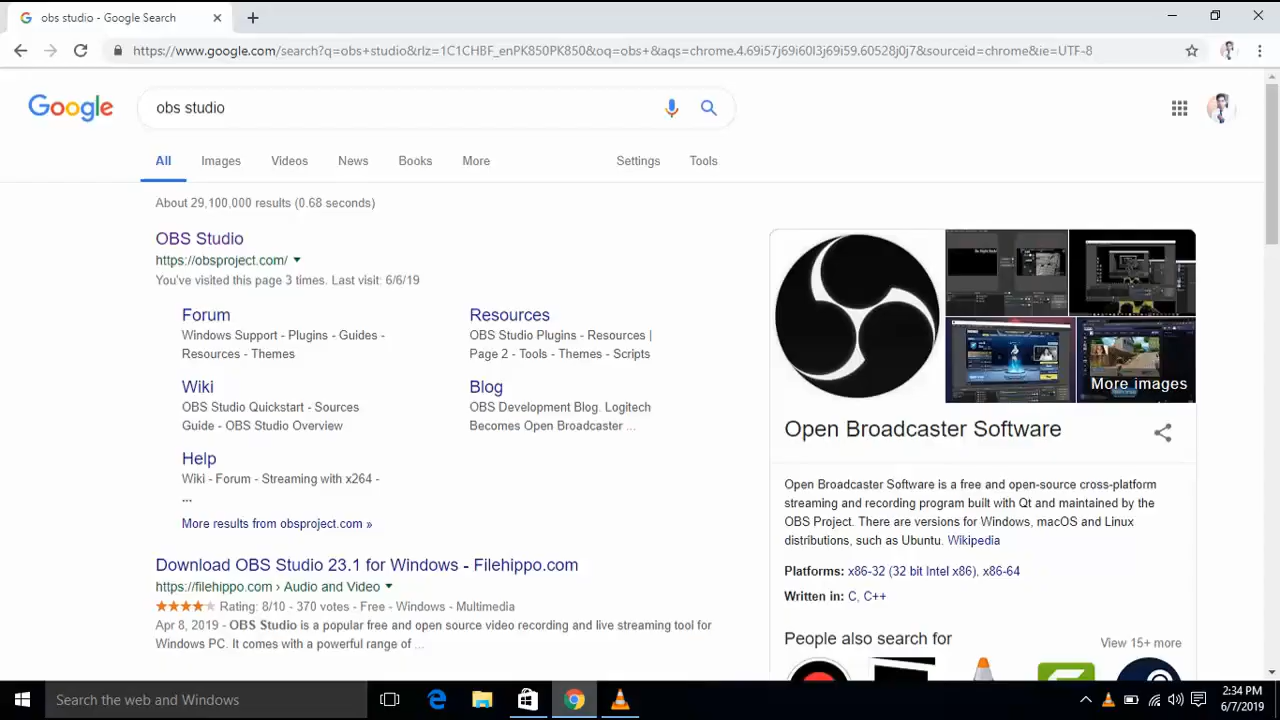 obs studio - Google Search
https://www.google.com/search?q=obs+studio&rlz=1C1CHBF_enPK850PK850&oq=obs+&aqs=chrome.4.69i57j69i60l3j69i59.60528j0j7&sourceid=chrome&ie=UTF-8
Google
obs studio
All
Images
Videos
News
Books
More
Settings
Tools
About 29,100,000 results (0.68 seconds)
OBS Studio
https://obsproject.com/
You've visited this page 3 times. Last visit: 6/6/19
Forum
Windows Support - Plugins - Guides -
Resources - Themes
Resources
OBS Studio Plugins - Resources |
Page 2 - Tools - Themes - Scripts
Wiki
OBS Studio Quickstart - Sources
Guide - OBS Studio Overview
Blog
OBS Development Blog. Logitech
Becomes Open Broadcaster ...
Help
Wiki - Forum - Streaming with x264 -
...
More results from obsproject.com »
Download OBS Studio 23.1 for Windows - Filehippo.com
https://filehippo.com › Audio and Video
Rating: 8/10 - 370 votes - Free - Windows - Multimedia
Apr 8, 2019 - OBS Studio is a popular free and open source video recording and live streaming tool for
Windows PC. It comes with a powerful range of ...
More images
Open Broadcaster Software
Open Broadcaster Software is a free and open-source cross-platform
streaming and recording program built with Qt and maintained by the
OBS Project. There are versions for Windows, macOS and Linux
distributions, such as Ubuntu. Wikipedia
Platforms: x86-32 (32 bit Intel x86), x86-64
Written in: C, C++
People also search for
View 15+ more
Search the web and Windows
2:34 PM
6/7/2019